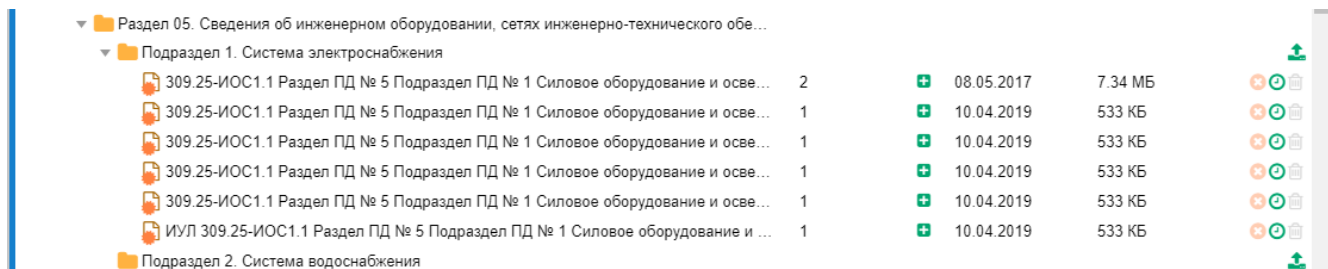 Раздел 05. Сведения об инженерном оборудовании, сетях инженерно-технического обе...
Подраздел 1. Система электроснабжения
309.25-ИОС1.1 Раздел ПД № 5 Подраздел ПД № 1 Силовое оборудование и осве... 2 08.05.2017 7.34 МБ
309.25-ИОС1.1 Раздел ПД № 5 Подраздел ПД № 1 Силовое оборудование и осве... 1 10.04.2019 533 КБ
309.25-ИОС1.1 Раздел ПД № 5 Подраздел ПД № 1 Силовое оборудование и осве... 1 10.04.2019 533 КБ
309.25-ИОС1.1 Раздел ПД № 5 Подраздел ПД № 1 Силовое оборудование и осве... 1 10.04.2019 533 КБ
309.25-ИОС1.1 Раздел ПД № 5 Подраздел ПД № 1 Силовое оборудование и осве... 1 10.04.2019 533 КБ
ИУЛ 309.25-ИОС1.1 Раздел ПД № 5 Подраздел ПД № 1 Силовое оборудование и ... 1 10.04.2019 533 КБ
Подраздел 2. Система водоснабжения